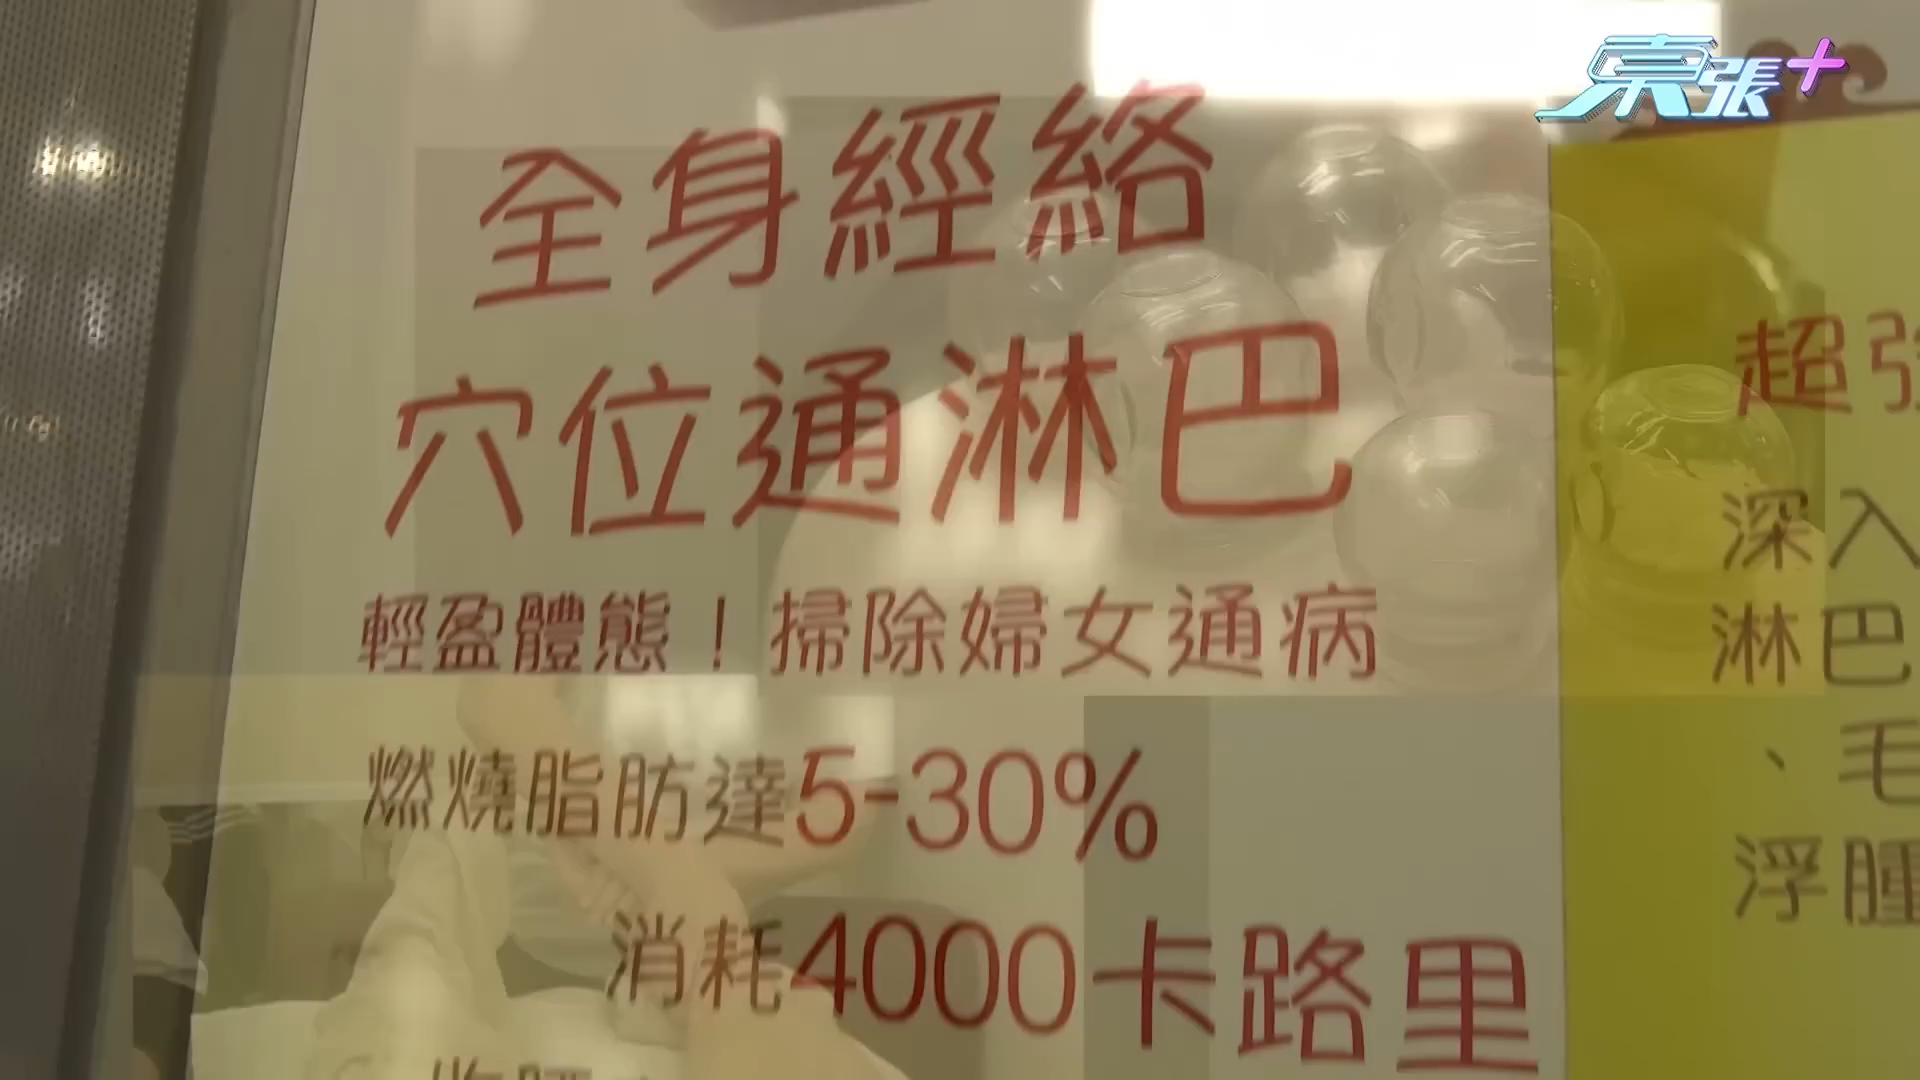 東張+
全身經絡
穴位通淋巴
輕盈體態！掃除婦女通病
燃燒脂肪達5-30%
消耗4000卡路里
超強
深入
淋巴
、毛
浮腫